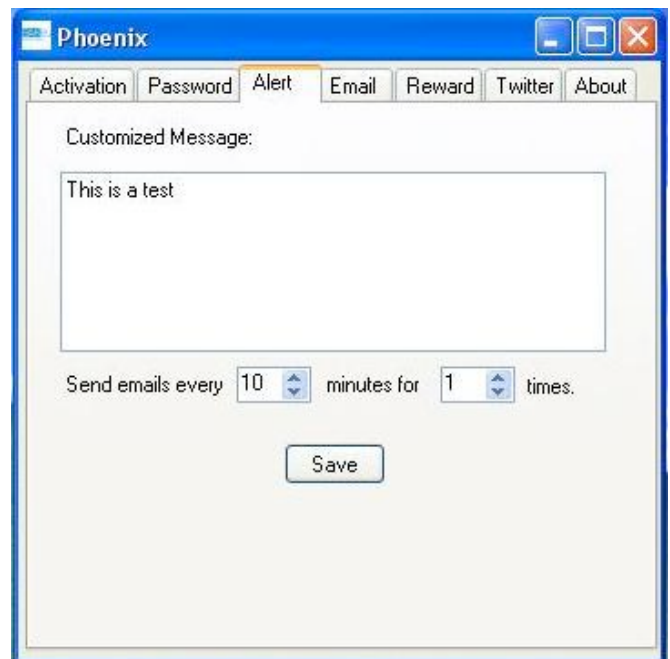 Phoenix
Activation Password Alert Email Reward Twitter About
Customized Message:
This is a test
Send emails every 10 minutes for 1 times.
Save